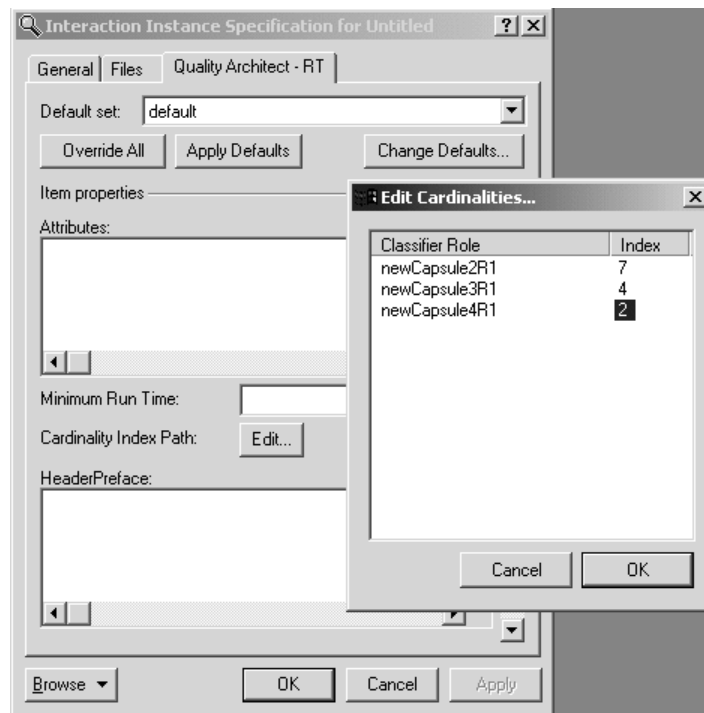 Interaction Instance Specification for Untitled
General Files Quality Architect - RT
Default set: default
Override All Apply Defaults Change Defaults...
Item properties
Attributes:
Minimum Run Time:
Cardinality Index Path: Edit...
HeaderPreface:
Browse OK Cancel Apply
Edit Cardinalities...
Classifier Role Index
newCapsule2R1 7
newCapsule3R1 4
newCapsule4R1 2
Cancel OK